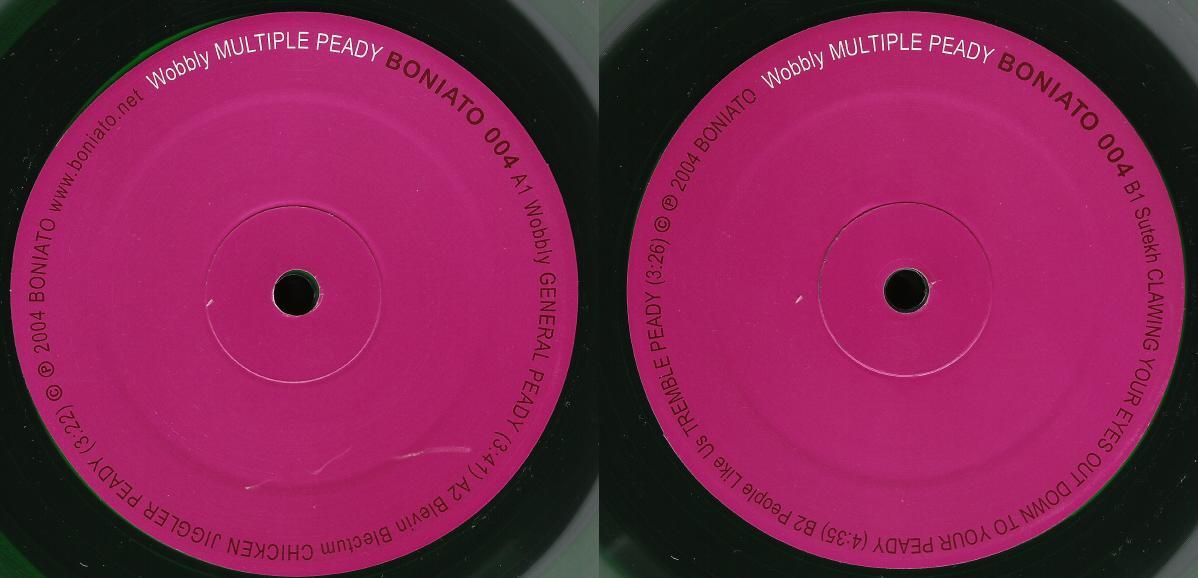 Wobbly MULTIPLE PEADY BONIATO 004 A1 Wobbly GENERAL PEADY (3:41) A2 Blevin Blectum CHICKEN JIGGLER PEADY (3:22) © ℗ 2004 BONIATO www.boniato.net
Wobbly MULTIPLE PEADY BONIATO 004 B1 Sutekh CLAWING YOUR EYES OUT DOWN TO YOUR PEADY (4:35) B2 People Like Us TREMBLE PEADY (3:26) © ℗ 2004 BONIATO